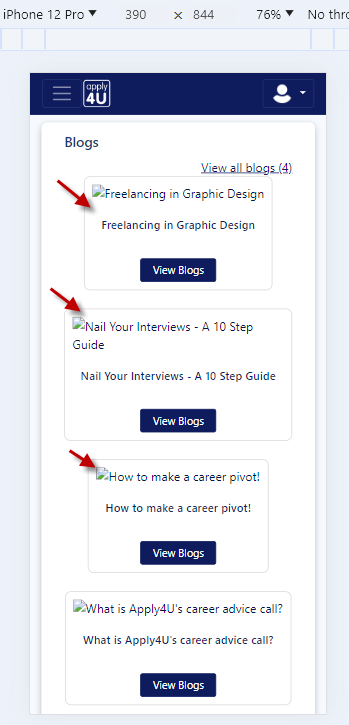 iPhone 12 Pro ▼ 390 × 844 76% ▼ No thro
apply
4U
Blogs
View all blogs (4)
Freelancing in Graphic Design
Freelancing in Graphic Design
View Blogs
Nail Your Interviews - A 10 Step
Guide
Nail Your Interviews - A 10 Step Guide
View Blogs
How to make a career pivot!
How to make a career pivot!
View Blogs
What is Apply4U's career advice call?
What is Apply4U's career advice call?
View Blogs